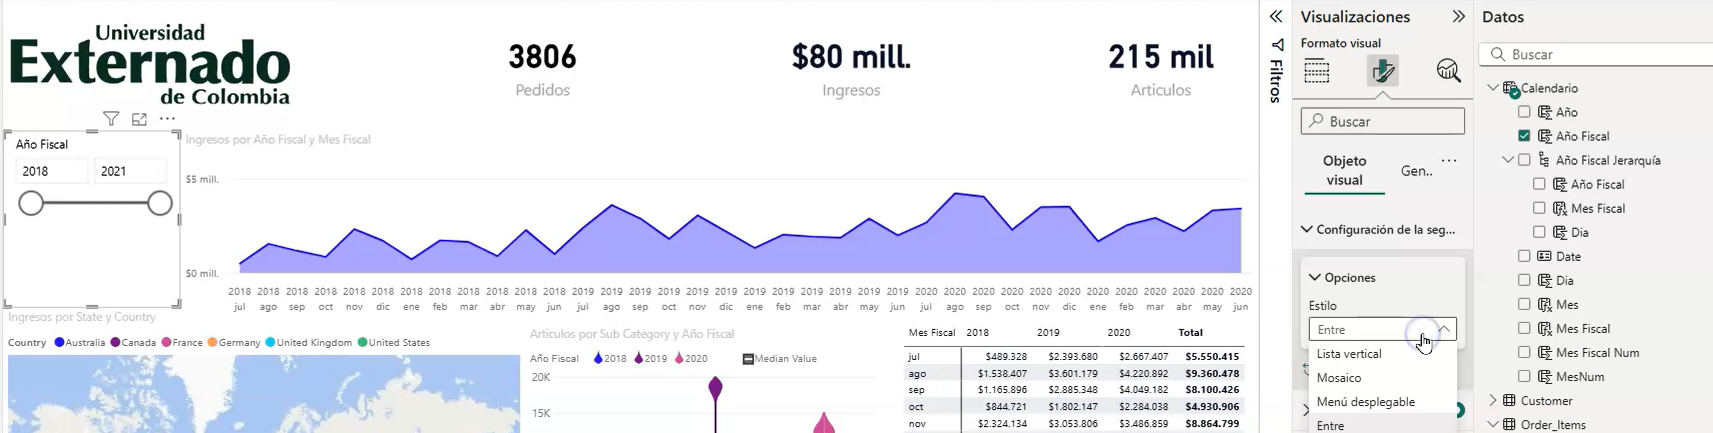 Universidad
Externado
de Colombia
3806
Pedidos
$80 mill.
Ingresos
215 mil
Articulos
Año Fiscal
2018 2021
Ingresos por Año Fiscal y Mes Fiscal
$5 mill.
$0 mill.
2018 2018 2018 2018 2018 2018 2018 2018 2018 2018 2018 2018 2019 2019 2019 2019 2019 2019 2019 2019 2019 2019 2019 2019 2020 2020 2020 2020 2020 2020 2020 2020 2020 2020 2020 2020
jul ago sep oct nov dic ene feb mar abr may jun jul ago sep oct nov dic ene feb mar abr may jun jul ago sep oct nov dic ene feb mar abr may jun
Ingresos por State y Country
Country Australia Canada France Germany United Kingdom United States
Articulos por Sub Category y Año Fiscal
Año Fiscal 2018 2019 2020 Median Value
20K
15K
Mes Fiscal 2018 2019 2020 Total
jul $489.328 $2.393.680 $2.667.407 $5.550.415
ago $1.538.407 $3.601.179 $4.220.892 $9.360.478
sep $1.165.896 $2.885.348 $4.049.182 $8.100.426
oct $844.721 $1.802.147 $2.284.038 $4.930.906
nov $2.324.134 $3.053.806 $3.486.859 $8.864.799
Filtros
Visualizaciones
Formato visual
Buscar
Objeto
visual
Gen..
Configuración de la seg...
Opciones
Estilo
Entre
Lista vertical
Mosaico
Menú desplegable
Entre
Datos
Buscar
Calendario
Año
Año Fiscal
Año Fiscal Jerarquía
Año Fiscal
Mes Fiscal
Dia
Date
Dia
Mes
Mes Fiscal
Mes Fiscal Num
MesNum
Customer
Order_Items